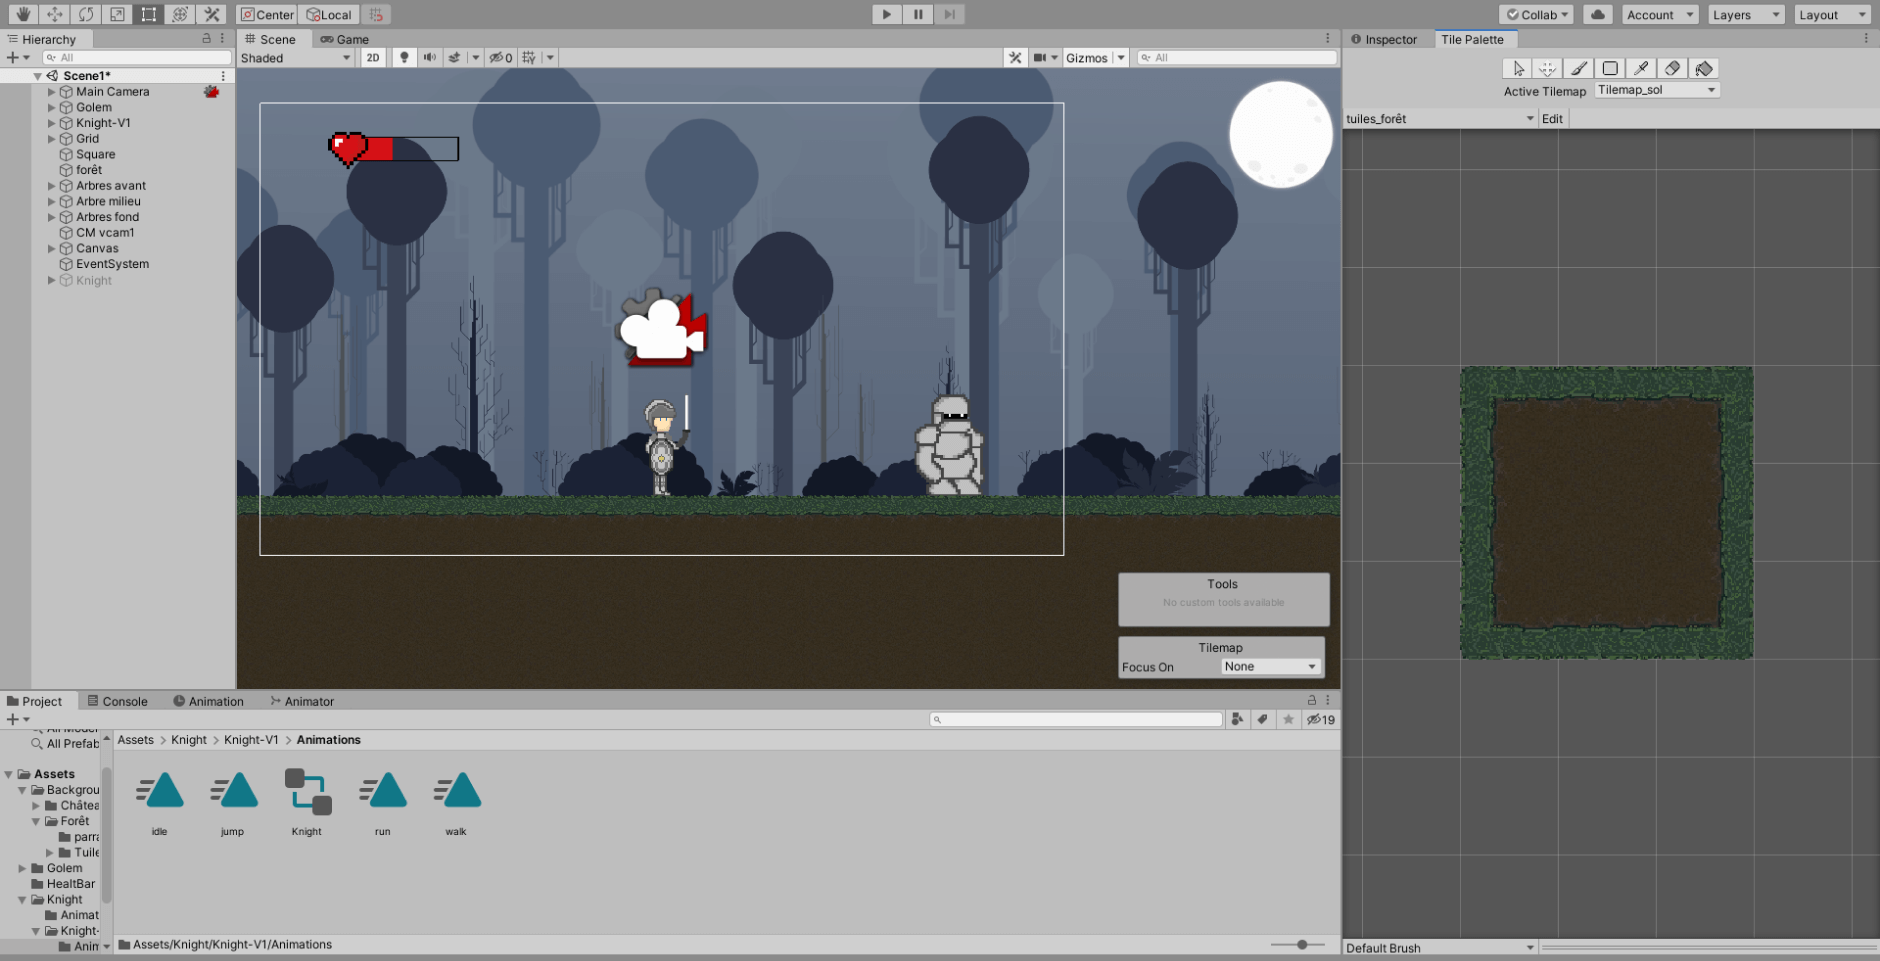 Center
Local
Collab
Account
Layers
Layout
Hierarchy
Scene
Game
Inspector
Tile Palette
All
Shaded
2D
0
Gizmos
All
Scene1*
Main Camera
Golem
Knight-V1
Grid
Square
forêt
Arbres avant
Arbre milieu
Arbres fond
CM vcam1
Canvas
EventSystem
Knight
Active Tilemap
Tilemap_sol
tuiles_forêt
Edit
Tools
No custom tools available
Tilemap
Focus On
None
Project
Console
Animation
Animator
19
All Prefab
Assets > Knight > Knight-V1 > Animations
Assets
Backgrou
Châtea
Forêt
parra
Tuile
Golem
HealtBar
Knight
Animat
Knight-
Anim
idle
jump
Knight
run
walk
Assets/Knight/Knight-V1/Animations
Default Brush